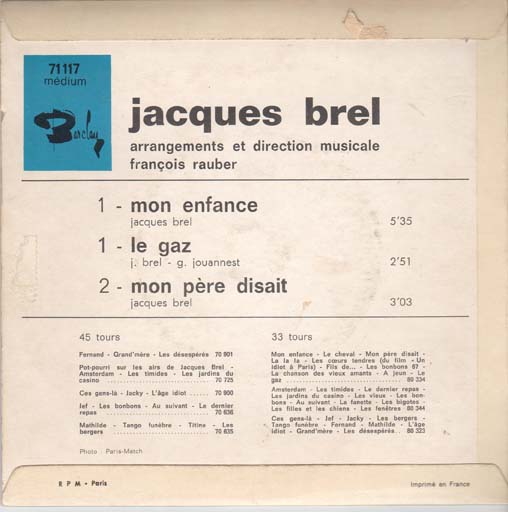 71117
médium
Barclay
jacques brel
arrangements et direction musicale
françois rauber
1 - mon enfance
jacques brel 5'35
1 - le gaz
j. brel - g. jouannest 2'51
2 - mon père disait
jacques brel 3'03
45 tours
Fernand - Grand'mère - Les désespérés 70 901
Pot-pourri sur les airs de Jacques Brel -
Amsterdam - Les timides - Les jardins du
casino ........ 70 725
Ces gens-là - Jacky - L'âge idiot ...... 70 900
Jef - Les bonbons - Au suivant - Le dernier
repas ........ 70 636
Mathilde - Tango funèbre - Titine - Les
bergers ........ 70 635
Photo : Paris-Match
33 tours
Mon enfance - Le cheval - Mon père disait -
La la la - Les cœurs tendres (du film - Un
idiot à Paris) - Fils de... - Les bonbons 67 -
La chanson des vieux amants - A jeun - Le
gaz ........ 80 334
Amsterdam - Les timides - Le dernier repas -
Les jardins du casino - Les vieux - Les bon-
bons - Au suivant - La fanette - Les bigotes -
Les filles et les chiens - Les fenêtres .. 80 344
Ces gens-là - Jef - Jacky - Les bergers -
Tango funèbre - Fernand - Mathilde - L'âge
idiot - Grand'mère - Les désespérés .. 80 323
R P M - Paris
Imprimé en France